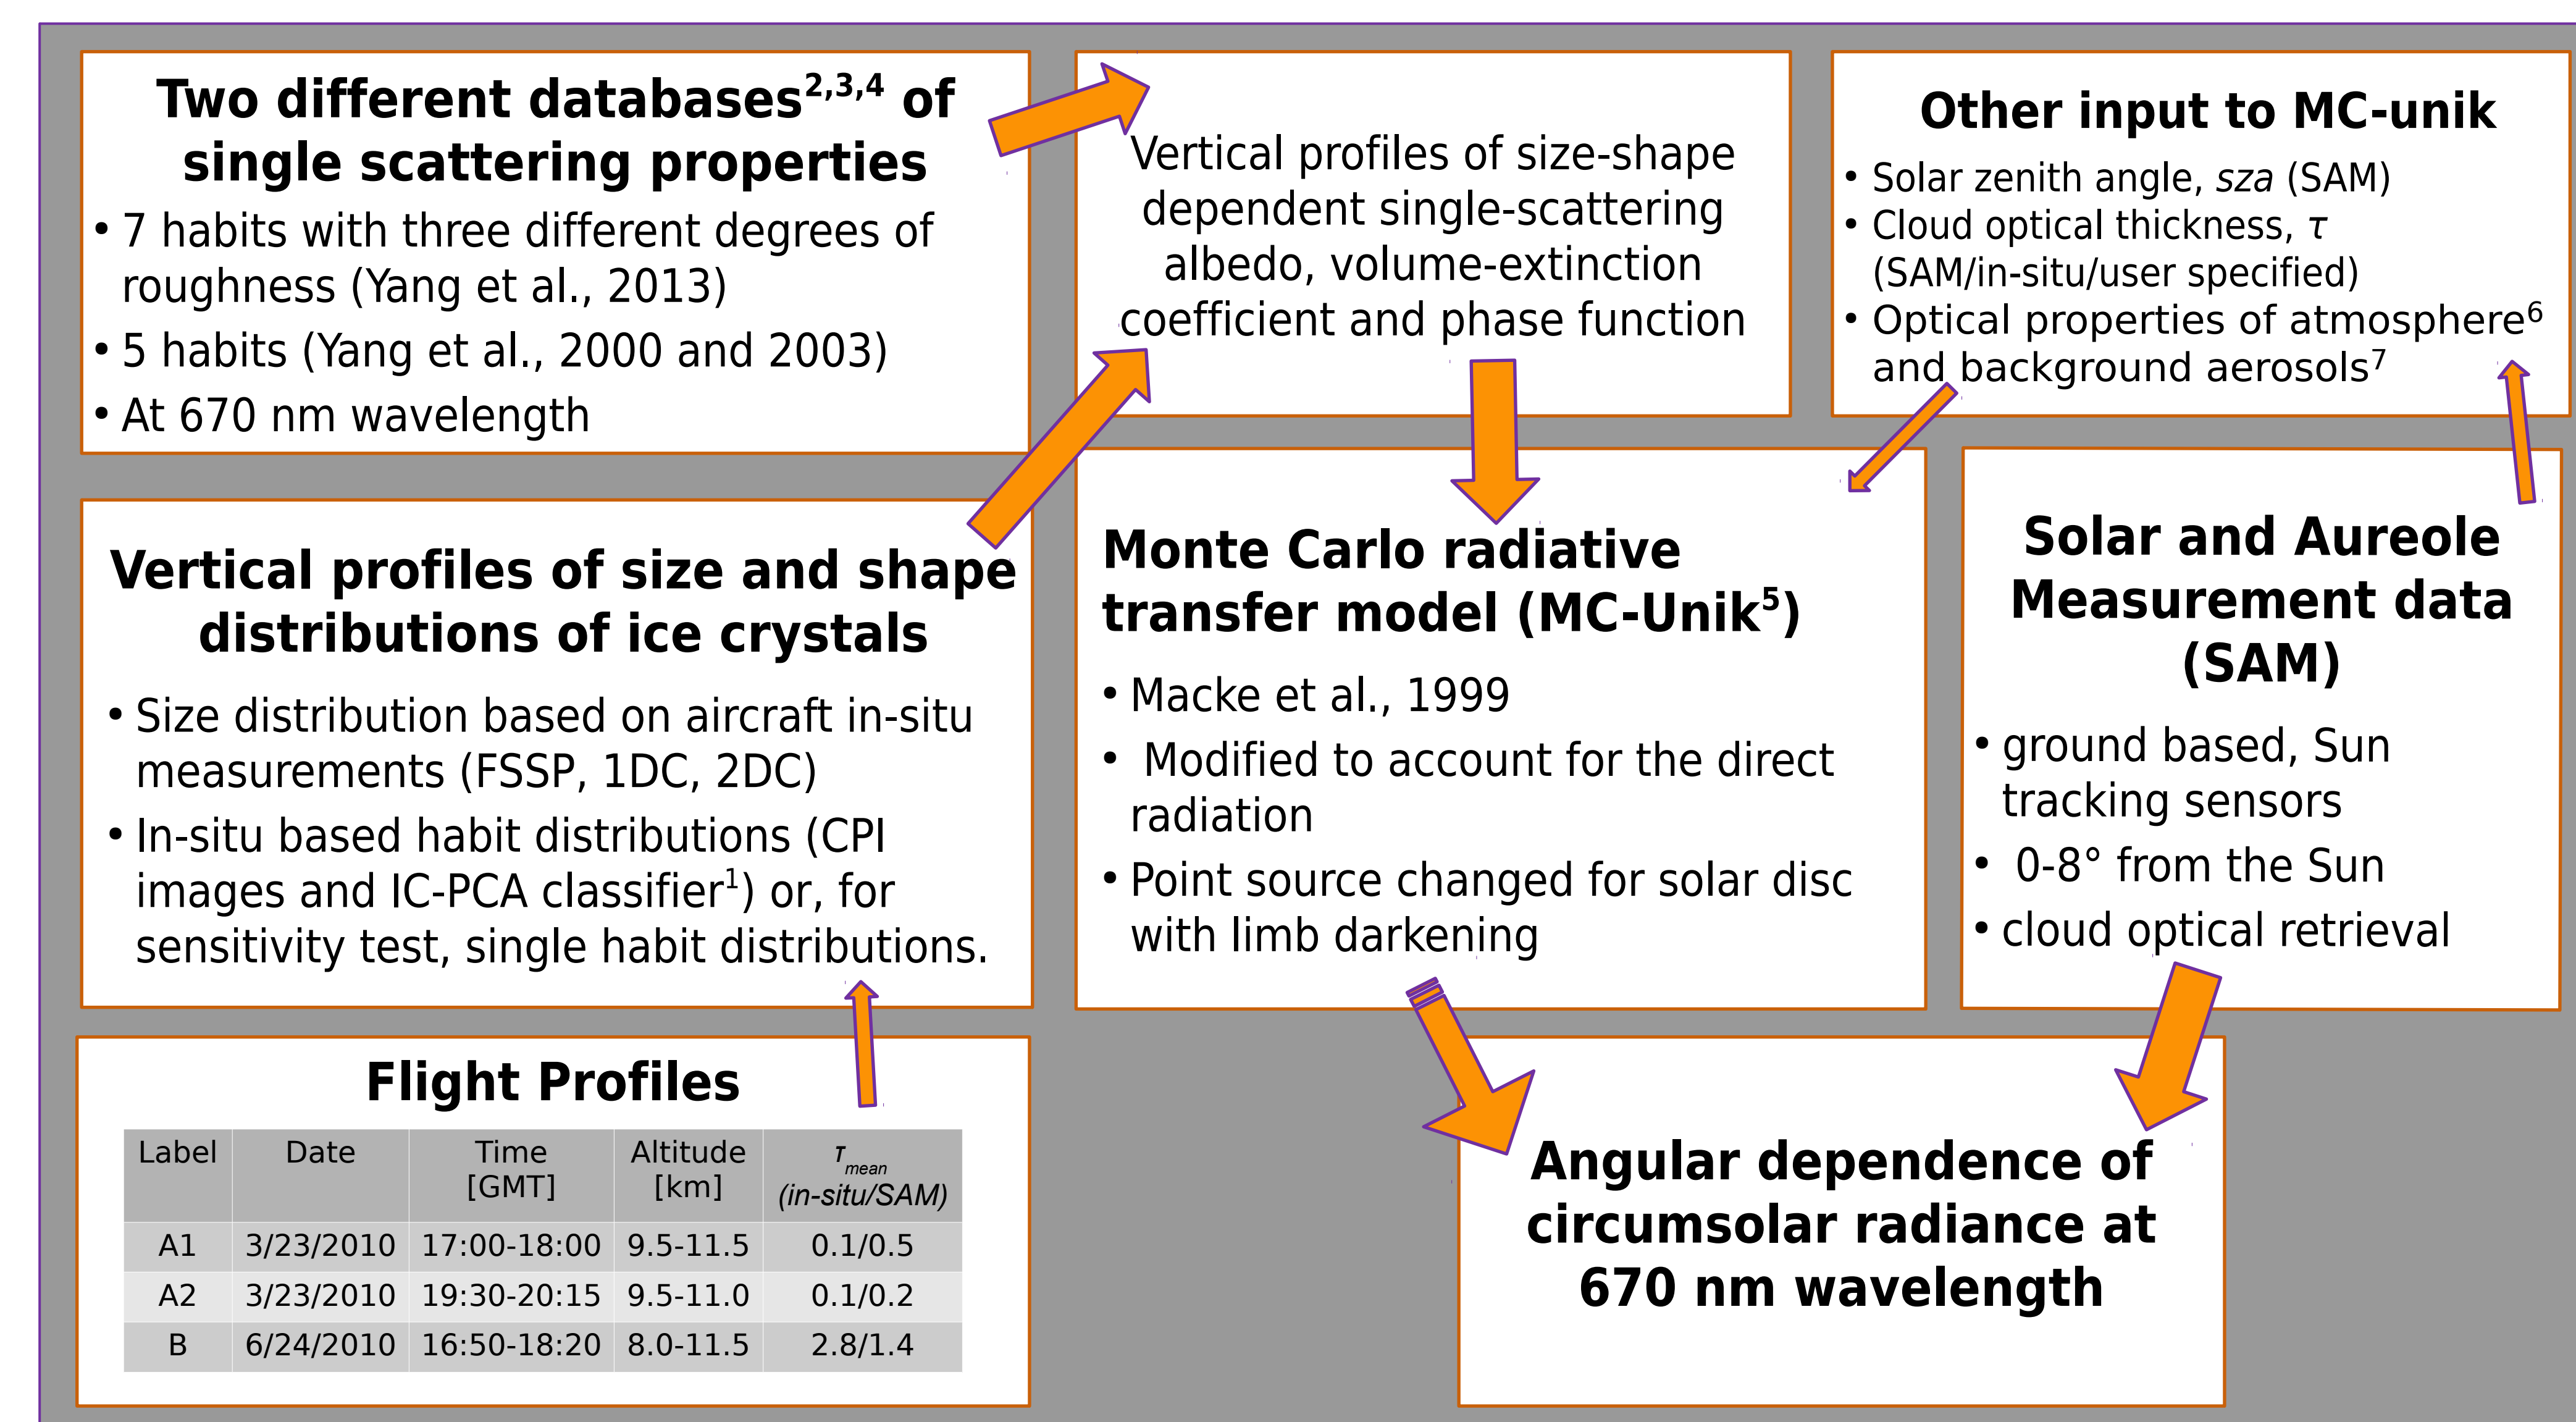 Two different databases2,3,4 of
single scattering properties
• 7 habits with three different degrees of
roughness (Yang et al., 2013)
• 5 habits (Yang et al., 2000 and 2003)
• At 670 nm wavelength
Vertical profiles of size-shape
dependent single-scattering
albedo, volume-extinction
coefficient and phase function
Other input to MC-unik
• Solar zenith angle, sza (SAM)
• Cloud optical thickness, τ
(SAM/in-situ/user specified)
• Optical properties of atmosphere6
and background aerosols7
Vertical profiles of size and shape
distributions of ice crystals
• Size distribution based on aircraft in-situ
measurements (FSSP, 1DC, 2DC)
• In-situ based habit distributions (CPI
images and IC-PCA classifier1) or, for
sensitivity test, single habit distributions.
Monte Carlo radiative
transfer model (MC-Unik5)
• Macke et al., 1999
• Modified to account for the direct
radiation
• Point source changed for solar disc
with limb darkening
Solar and Aureole
Measurement data
(SAM)
• ground based, Sun
tracking sensors
• 0-8° from the Sun
• cloud optical retrieval
Flight Profiles
Label Date Time Altitude τmean
[GMT] [km] (in-situ/SAM)
A1 3/23/2010 17:00-18:00 9.5-11.5 0.1/0.5
A2 3/23/2010 19:30-20:15 9.5-11.0 0.1/0.2
B 6/24/2010 16:50-18:20 8.0-11.5 2.8/1.4
Angular dependence of
circumsolar radiance at
670 nm wavelength